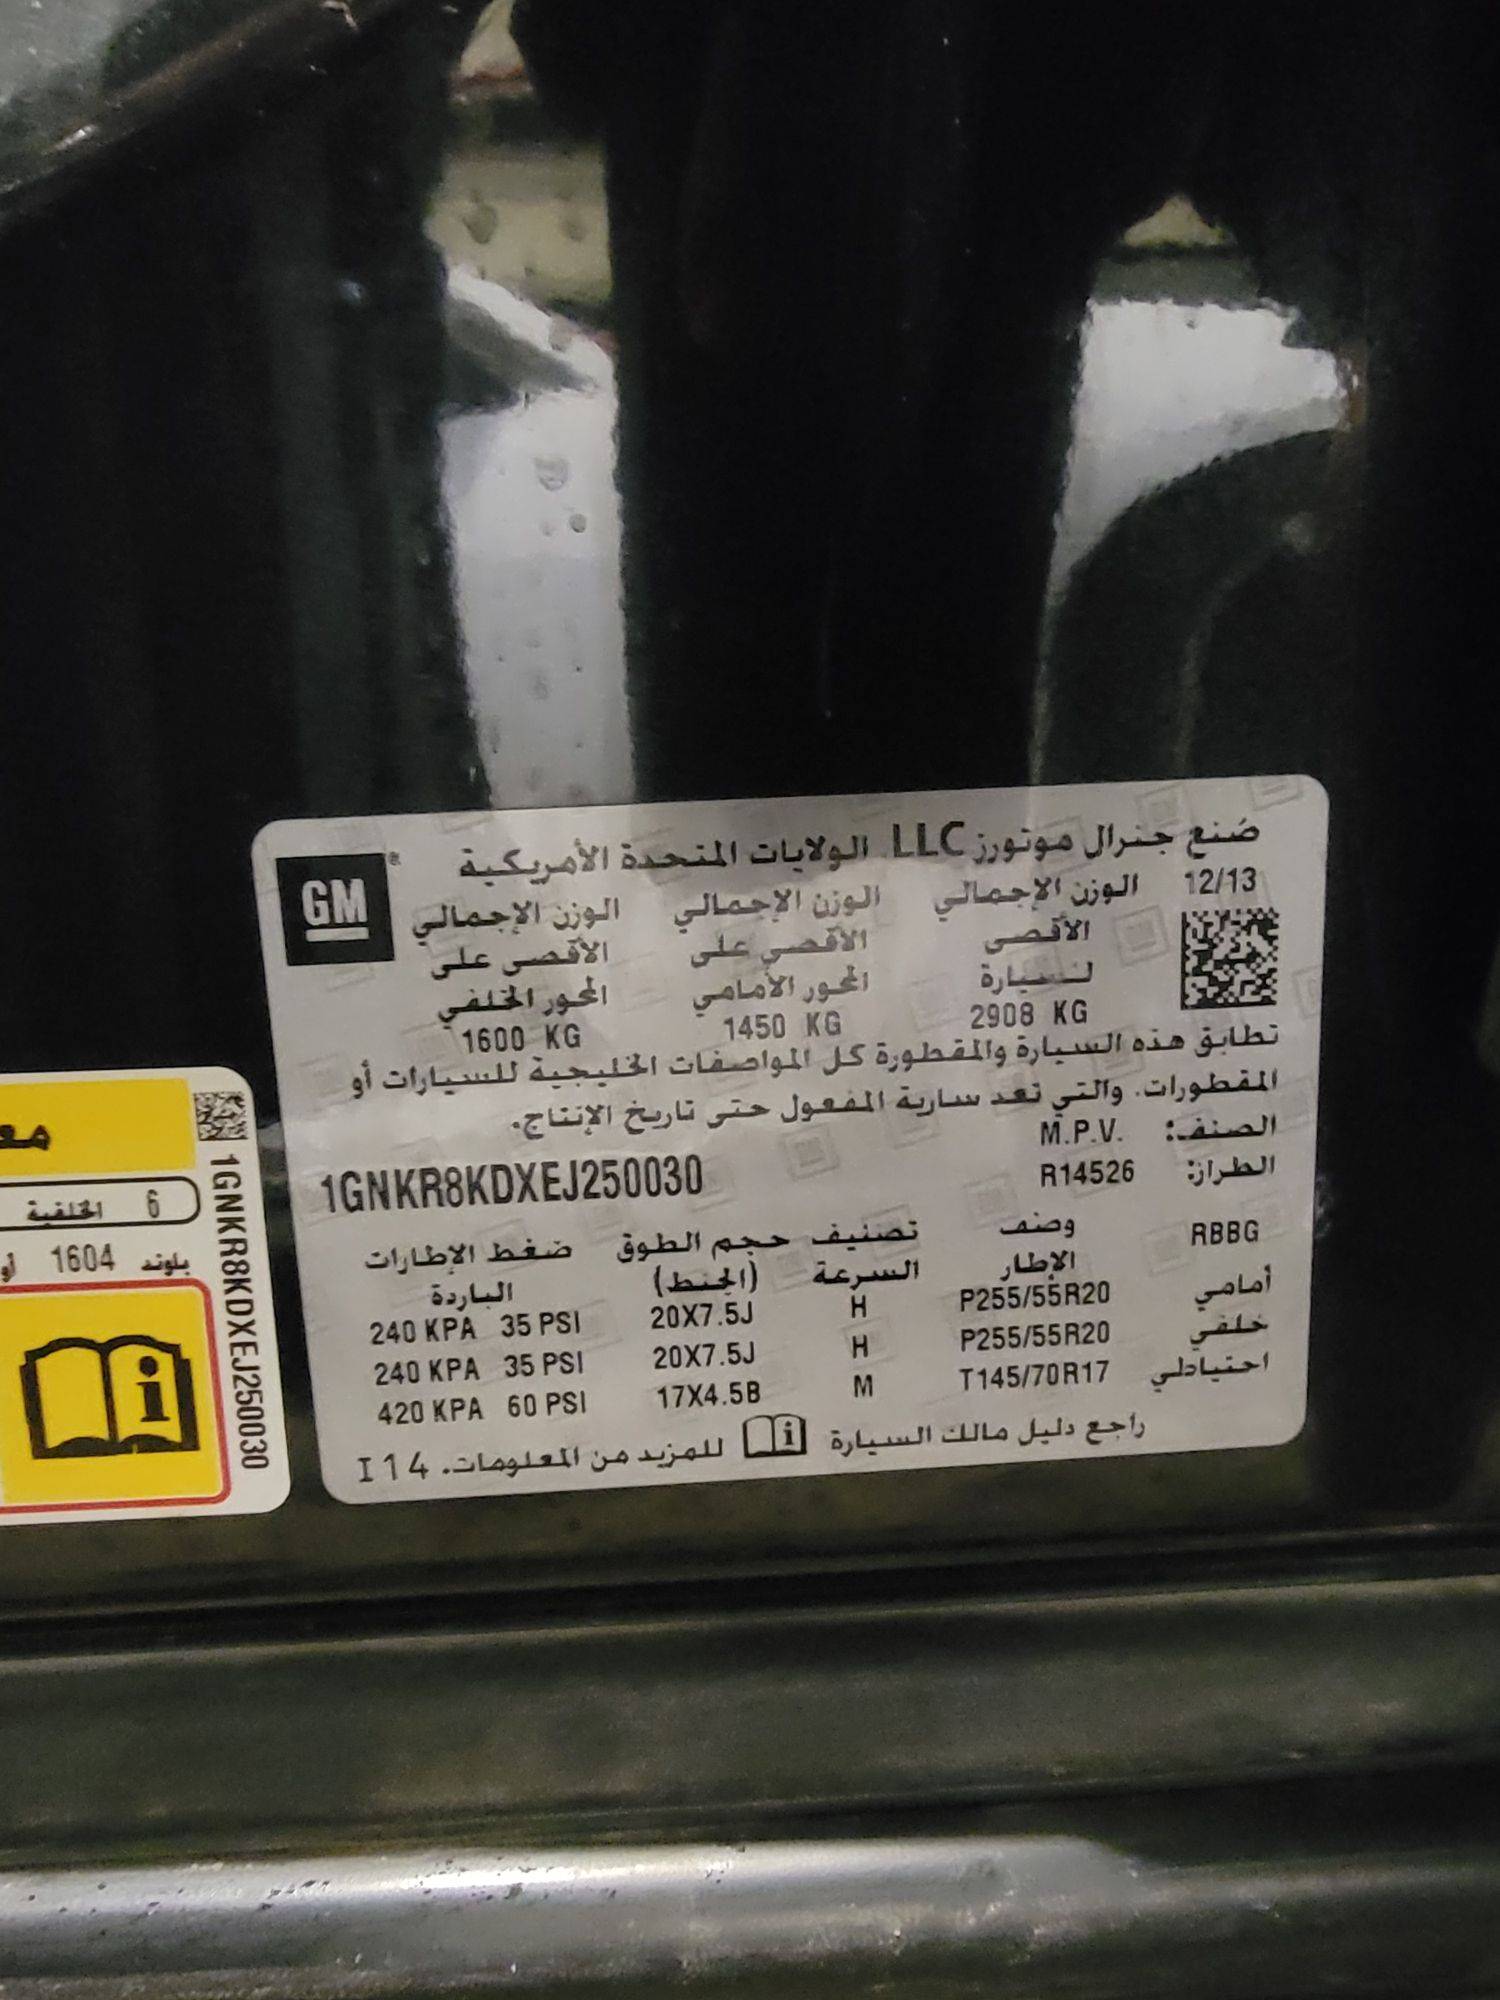 صُنع جنرال موتورز LLC الولايات المتحدة الأمريكية
GM
12/13
الوزن الإجمالي الوزن الإجمالي الوزن الإجمالي
الأقصى الأقصى على الأقصى على
لسيارة المحور الأمامي المحور الخلفي
2908 KG 1450 KG 1600 KG
تطابق هذه السيارة والمقطورة كل المواصفات الخليجية للسيارات أو
المقطورات. والتي تعد سارية المفعول حتى تاريخ الإنتاج.
الصنف: M.P.V.
الطراز: R14526
1GNKR8KDXEJ250030
RBBG
وصف تصنيف حجم الطوق ضغط الإطارات
الإطار السرعة (الجنط) الباردة
أمامي P255/55R20 H 20X7.5J 240 KPA 35 PSI
خلفي P255/55R20 H 20X7.5J 240 KPA 35 PSI
احتياطي T145/70R17 M 17X4.5B 420 KPA 60 PSI
راجع دليل مالك السيارة للمزيد من المعلومات. I14
الخلفية 6
1604 باوند
1GNKR8KDXEJ250030